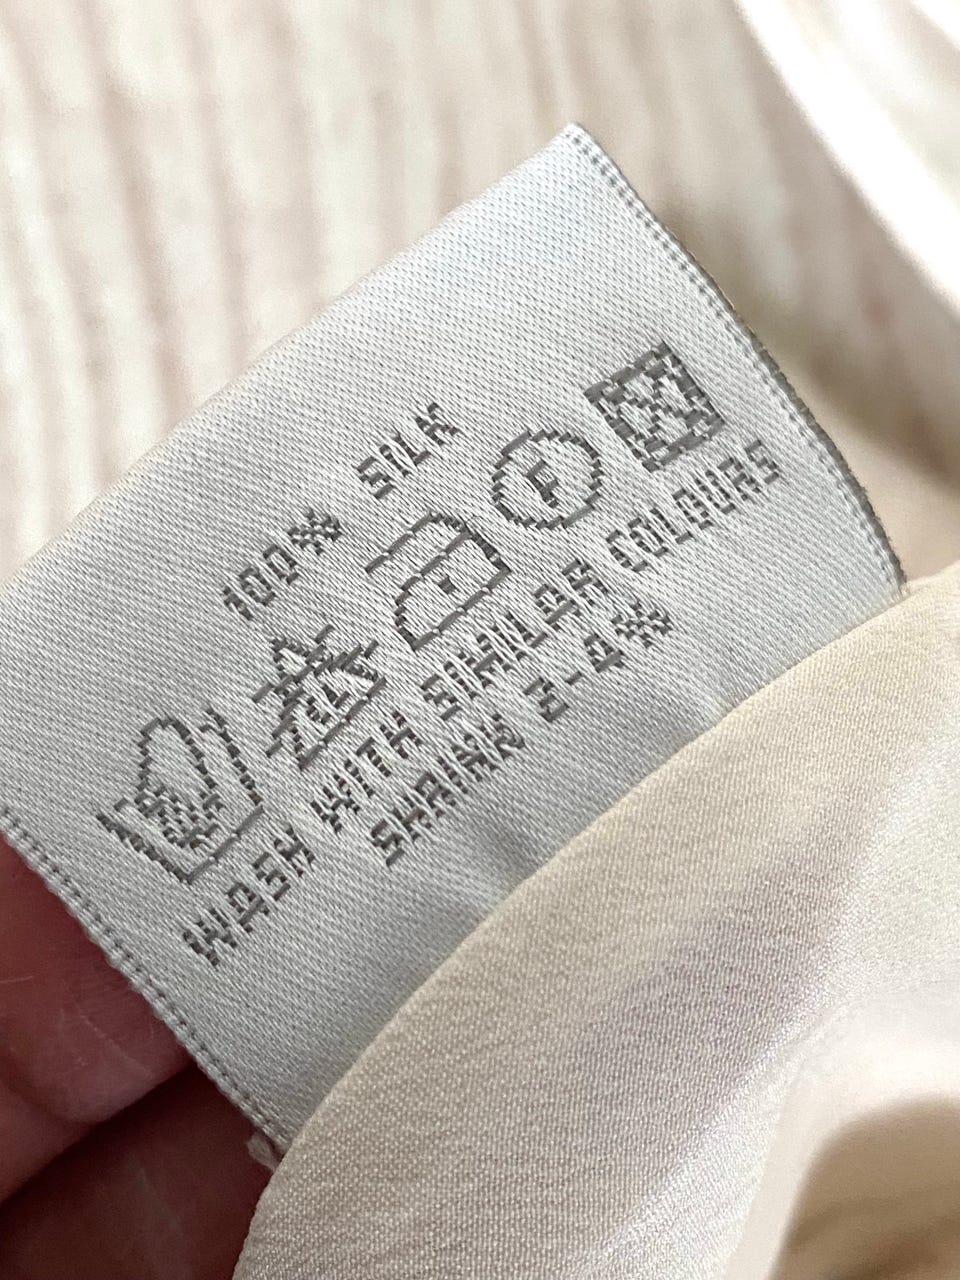 100% SILK
F
WASH WITH SIMILAR COLOURS
SHRINK 3-4%